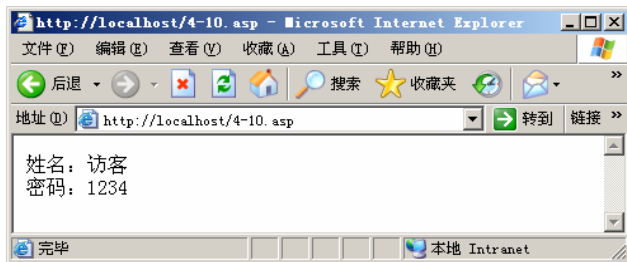 http://localhost/4-10.asp - Microsoft Internet Explorer
文件(F) 编辑(E) 查看(V) 收藏(A) 工具(T) 帮助(H)
后退 搜索 收藏夹 »
地址(D) http://localhost/4-10.asp 转到 链接 »
姓名：访客
密码：1234
完毕 本地 Intranet